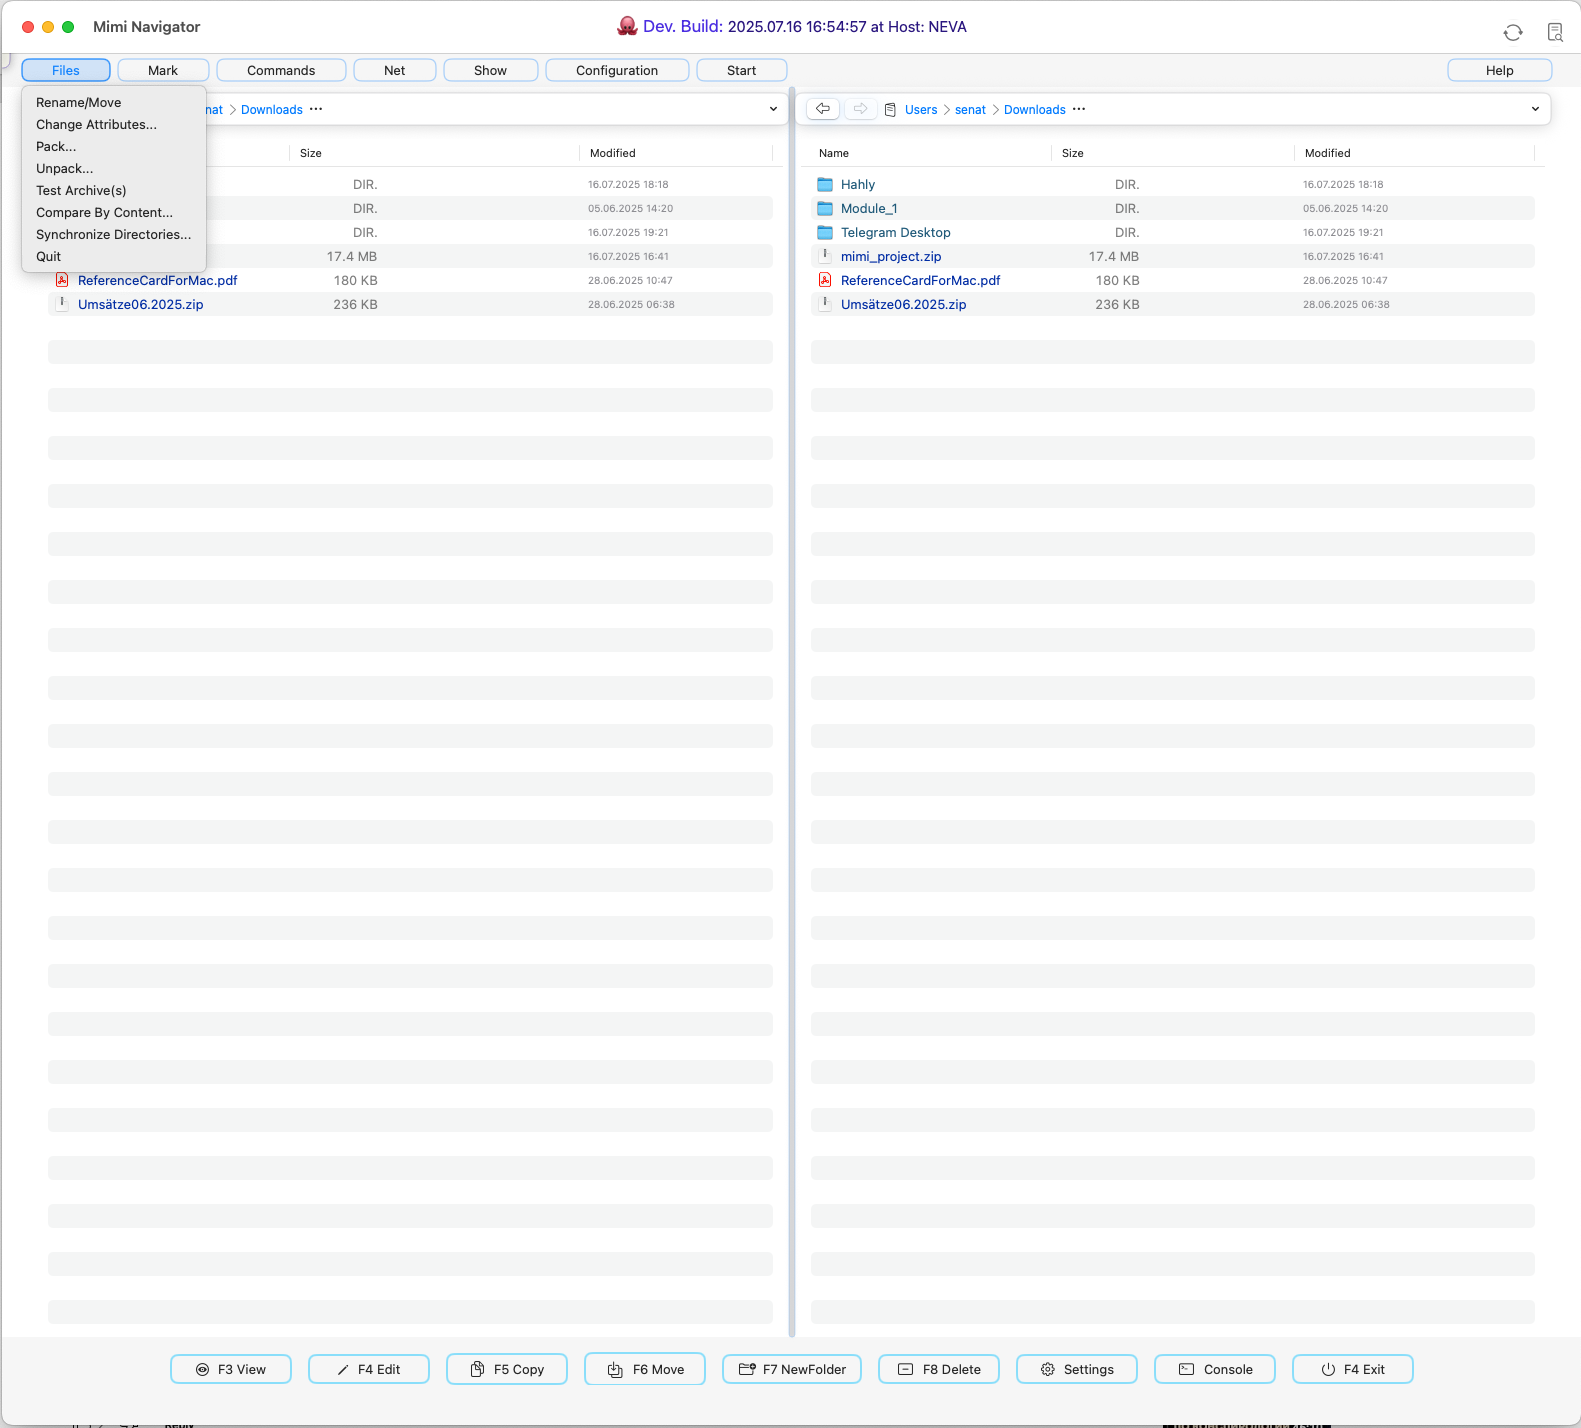 Mimi Navigator
Dev. Build: 2025.07.16 16:54:57 at Host: NEVA
Files Mark Commands Net Show Configuration Start Help
Rename/Move
Change Attributes...
Pack...
Unpack...
Test Archive(s)
Compare By Content...
Synchronize Directories...
Quit
nat > Downloads ···
Size Modified
DIR. 16.07.2025 18:18
DIR. 05.06.2025 14:20
DIR. 16.07.2025 19:21
17.4 MB 16.07.2025 16:41
ReferenceCardForMac.pdf 180 KB 28.06.2025 10:47
Umsätze06.2025.zip 236 KB 28.06.2025 06:38
Users > senat > Downloads ···
Name Size Modified
Hahly DIR. 16.07.2025 18:18
Module_1 DIR. 05.06.2025 14:20
Telegram Desktop DIR. 16.07.2025 19:21
mimi_project.zip 17.4 MB 16.07.2025 16:41
ReferenceCardForMac.pdf 180 KB 28.06.2025 10:47
Umsätze06.2025.zip 236 KB 28.06.2025 06:38
F3 View F4 Edit F5 Copy F6 Move F7 NewFolder F8 Delete Settings Console F4 Exit